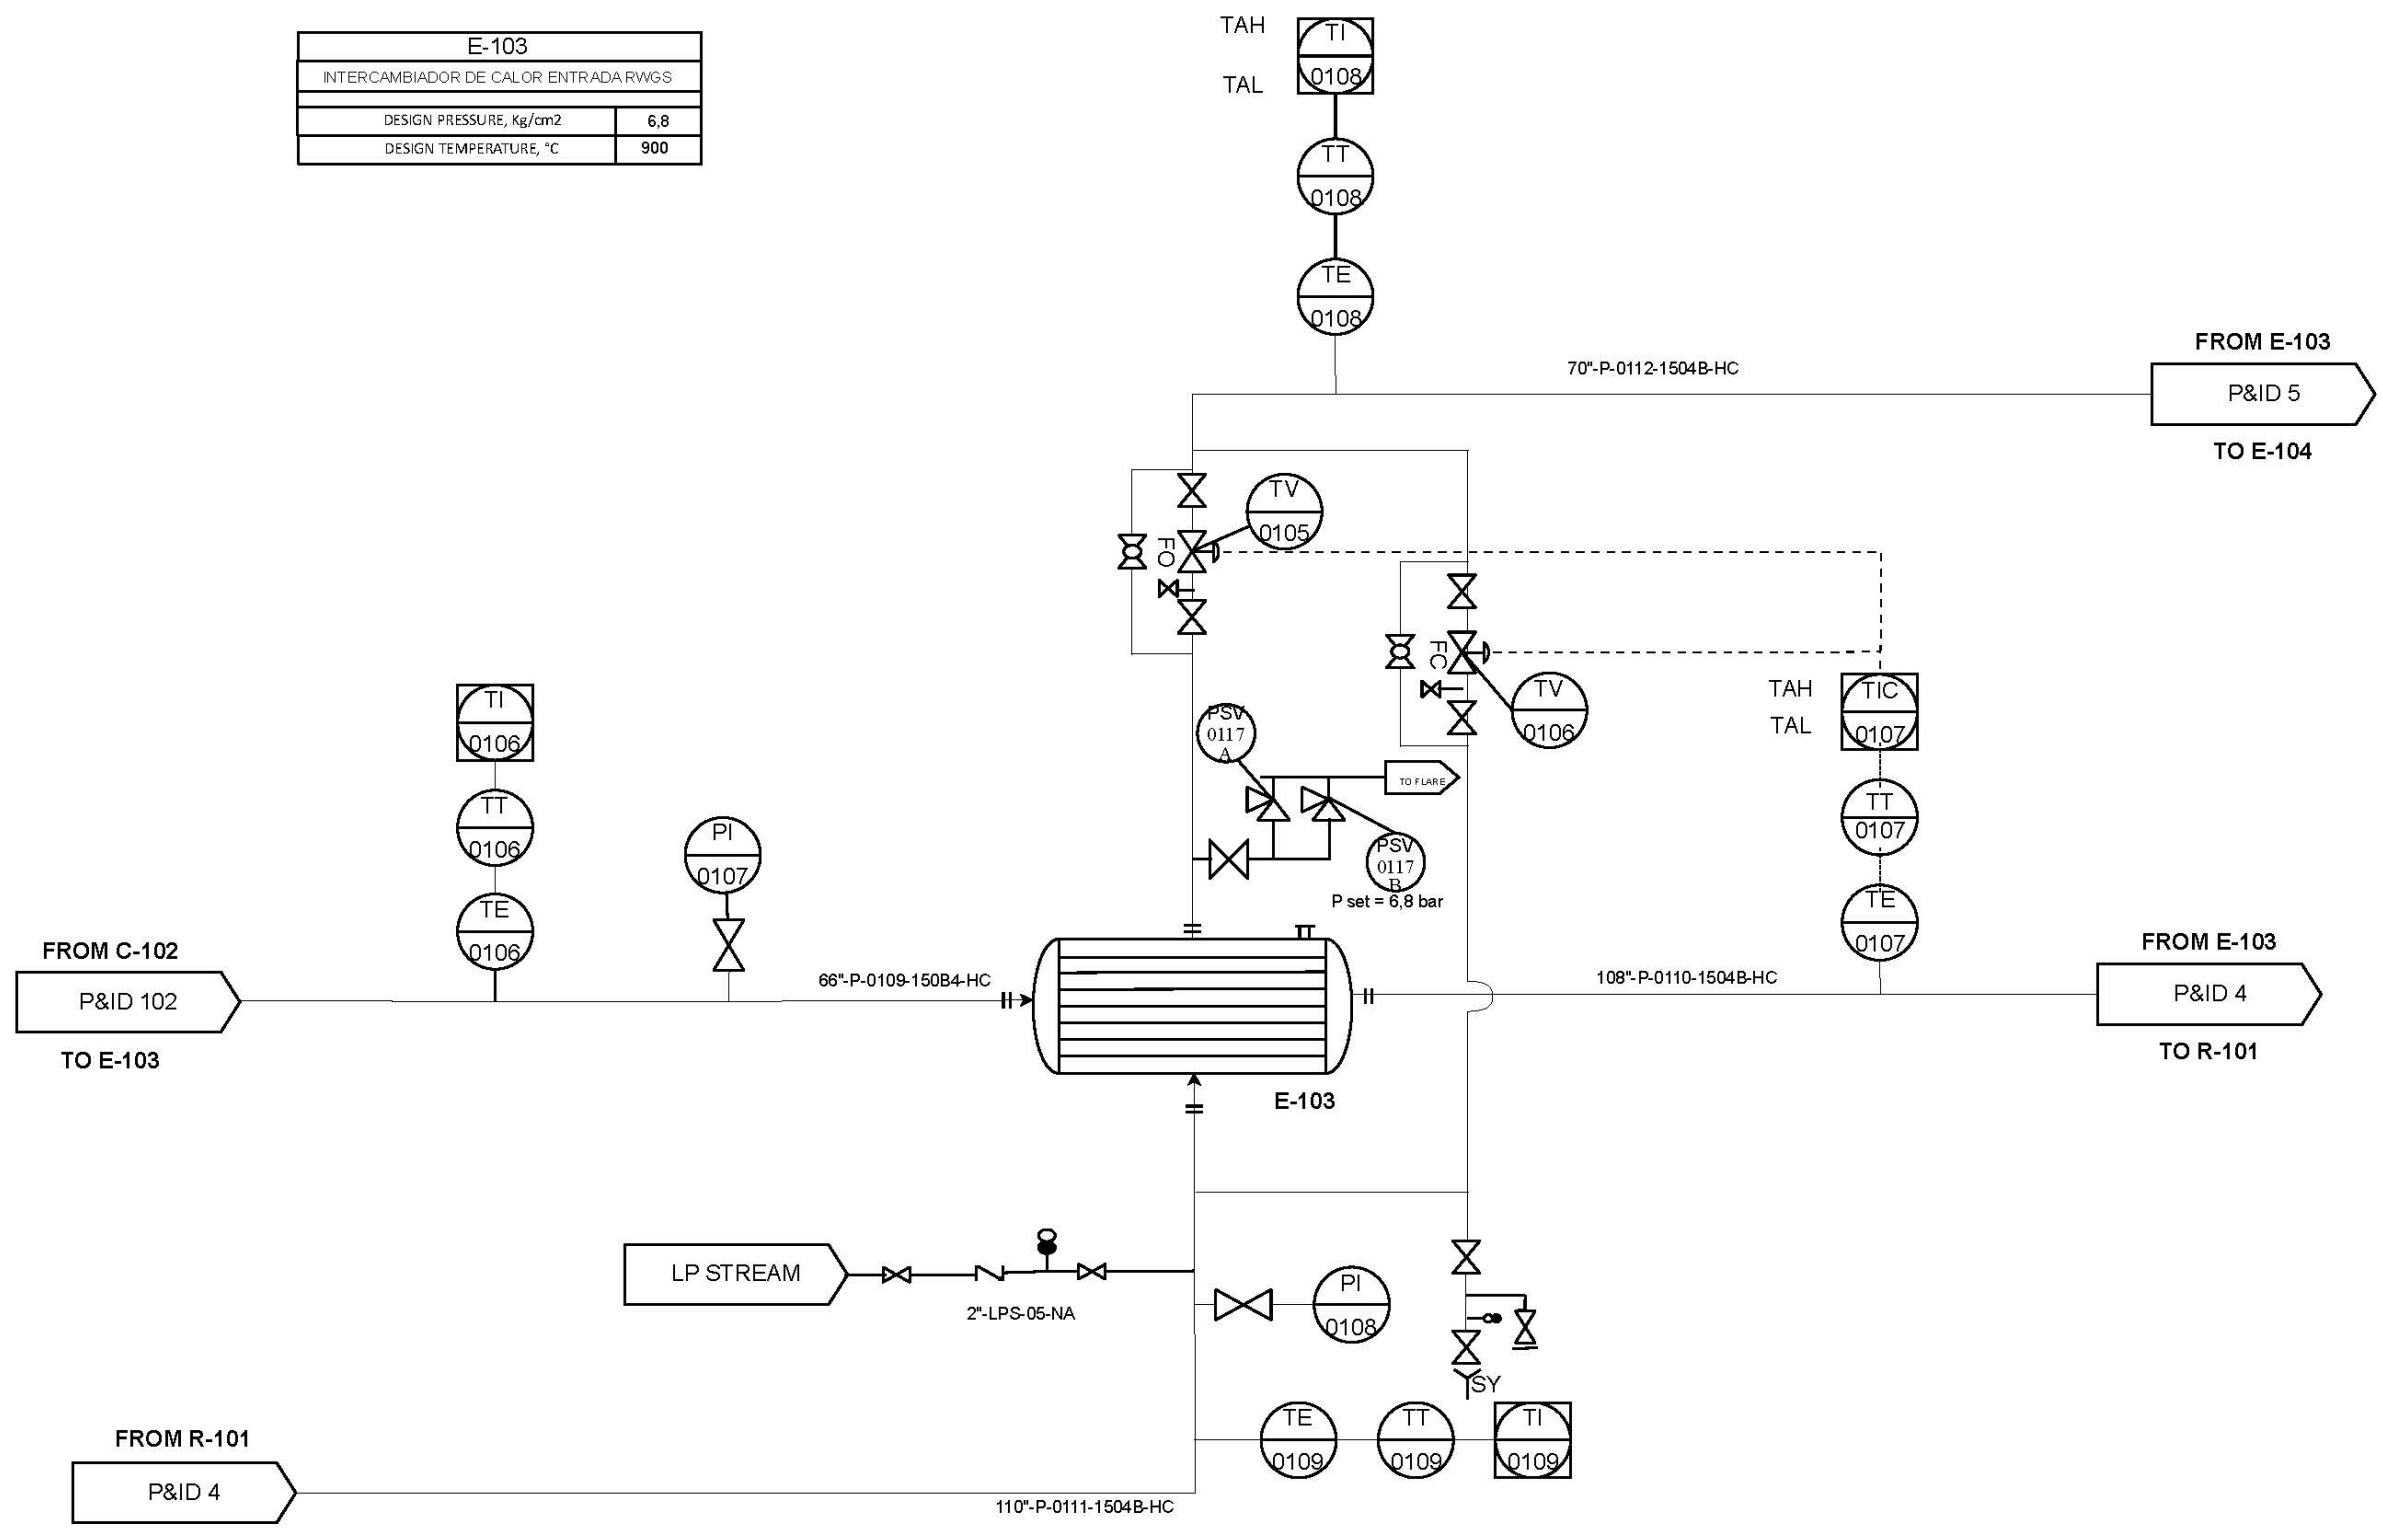 E-103
INTERCAMBIADOR DE CALOR ENTRADA RWGS
DESIGN PRESSURE, Kg/cm2 6,8
DESIGN TEMPERATURE, °C 900
TAH
TAL
TI
0108
TT
0108
TE
0108
70"-P-0112-1504B-HC
FROM E-103
P&ID 5
TO E-104
TV
0105
FO
FC
TV
0106
TAH
TAL
TIC
0107
TT
0107
TE
0107
PSV
0117
A
TO FLARE
PSV
0117
B
P set = 6,8 bar
TI
0106
TT
0106
TE
0106
PI
0107
FROM C-102
P&ID 102
TO E-103
66"-P-0109-150B4-HC
108"-P-0110-1504B-HC
FROM E-103
P&ID 4
TO R-101
E-103
LP STREAM
2"-LPS-05-NA
PI
0108
SY
TE
0109
TT
0109
TI
0109
FROM R-101
P&ID 4
110"-P-0111-1504B-HC